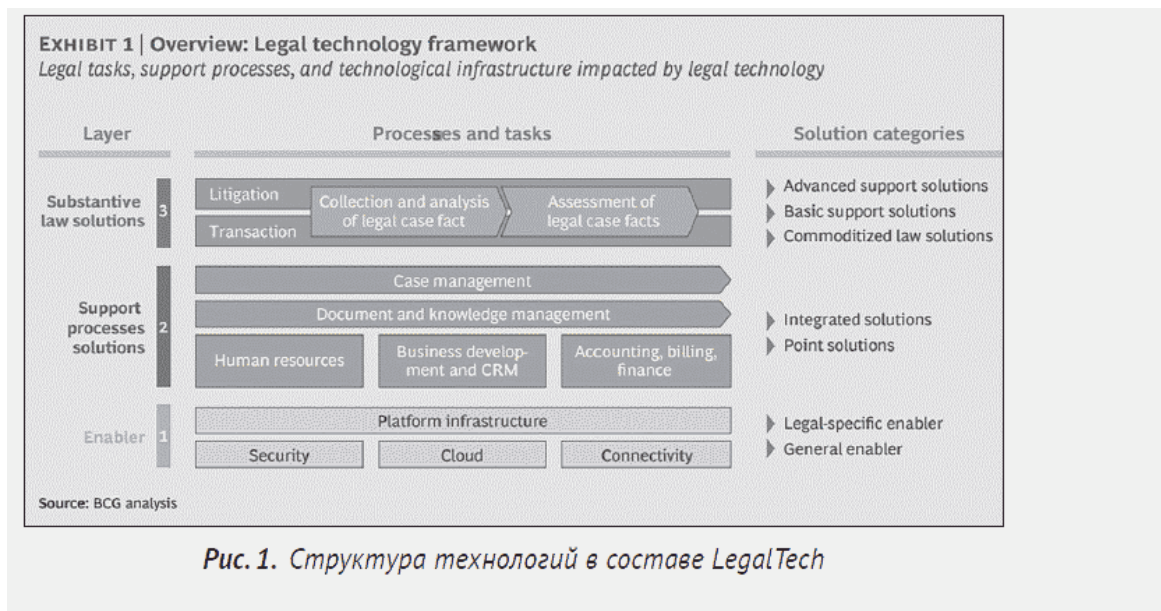 EXHIBIT 1 | Overview: Legal technology framework
Legal tasks, support processes, and technological infrastructure impacted by legal technology
Layer
Processes and tasks
Solution categories
Substantive
law solutions
3
Litigation
Transaction
Collection and analysis
of legal case fact
Assessment of
legal case facts
Advanced support solutions
Basic support solutions
Commoditized law solutions
Support
processes
solutions
2
Case management
Document and knowledge management
Human resources
Business develop-
ment and CRM
Accounting, billing,
finance
Integrated solutions
Point solutions
Enabler
1
Platform infrastructure
Security
Cloud
Connectivity
Legal-specific enabler
General enabler
Source: BCG analysis
Рис. 1. Структура технологий в составе LegalTech